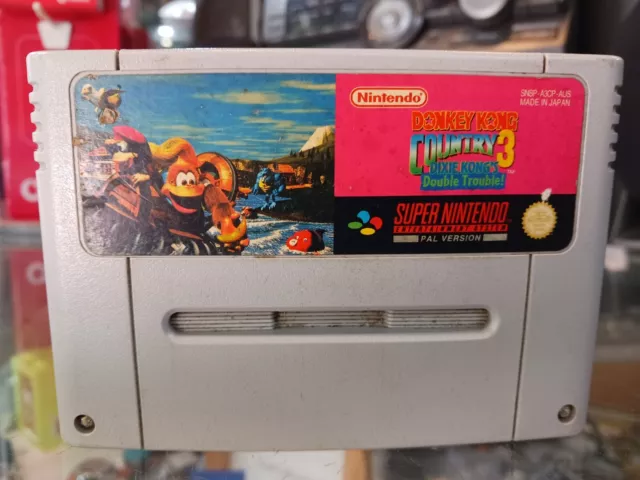 Nintendo
SNSP-A3CP-AUS
MADE IN JAPAN
DONKEY KONG
COUNTRY 3
TM
DIXIE KONG'S
Double Trouble!
SUPER NINTENDO
ENTERTAINMENT SYSTEM
PAL VERSION